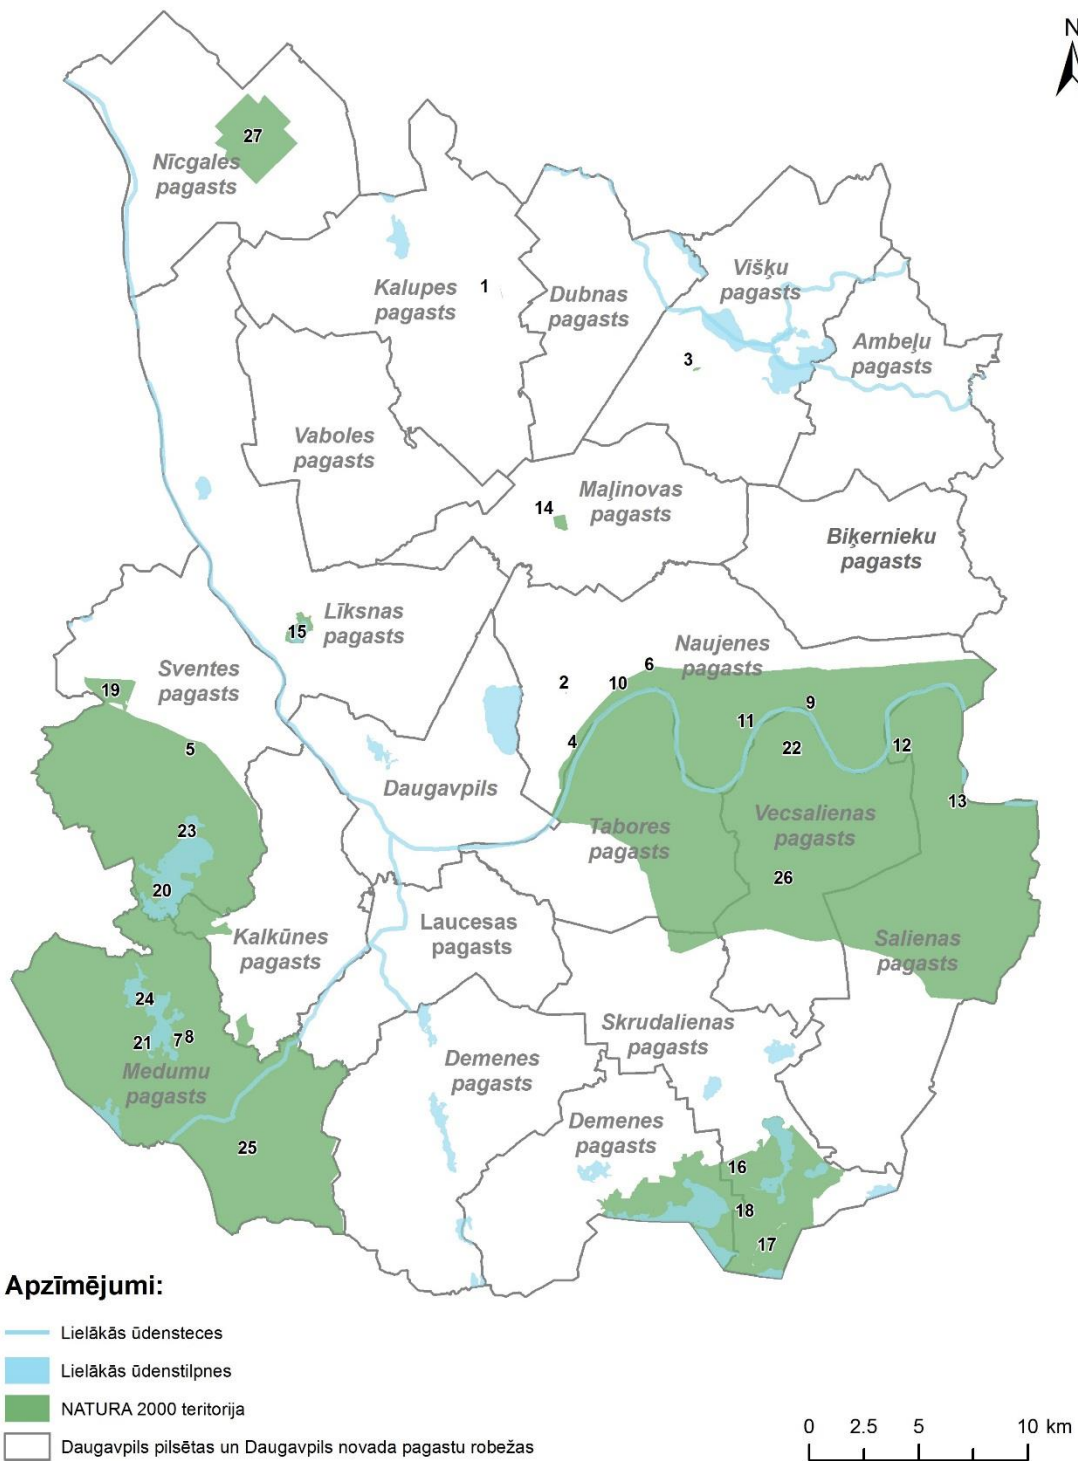 N
27
Nīcgales
pagasts
Kalupes
pagasts
1
Dubnas
pagasts
Višķu
pagasts
Ambeļu
pagasts
3
Vaboles
pagasts
14
Maļinovas
pagasts
Biķernieku
pagasts
15
Līksnas
pagasts
Sventes
pagasts
19
5
2
10
6
Naujenes
pagasts
4
11
9
22
12
13
Daugavpils
Tabores
pagasts
Vecsalienas
pagasts
26
23
20
Kalkūnes
pagasts
Laucesas
pagasts
Salienas
pagasts
24
21
7
8
Medumu
pagasts
Skrudalienas
pagasts
Demenes
pagasts
Demenes
pagasts
25
16
18
17
Apzīmējumi:
Lielākās ūdensteces
Lielākās ūdenstilpnes
NATURA 2000 teritorija
Daugavpils pilsētas un Daugavpils novada pagastu robežas
0 2.5 5 10 km